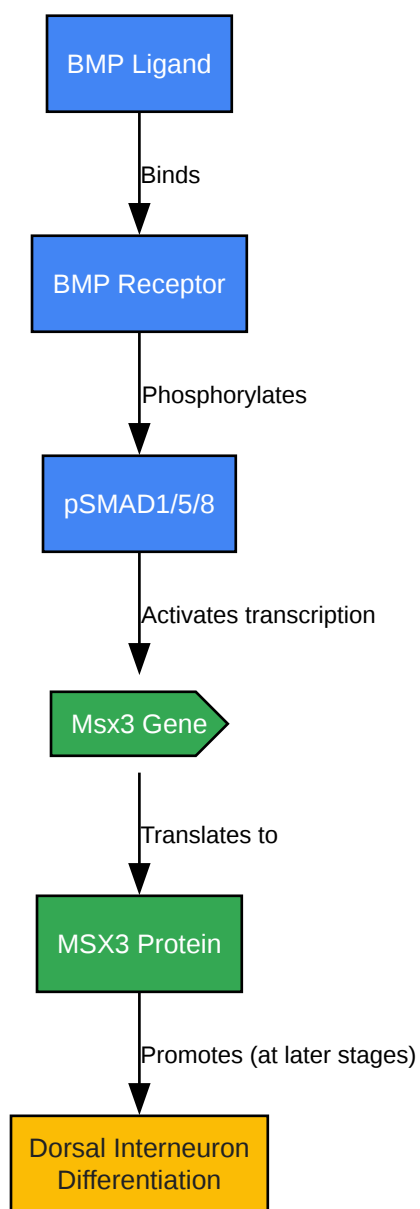 BMP Ligand
Binds
BMP Receptor
Phosphorylates
pSMAD1/5/8
Activates transcription
Msx3 Gene
Translates to
MSX3 Protein
Promotes (at later stages)
Dorsal Interneuron
Differentiation